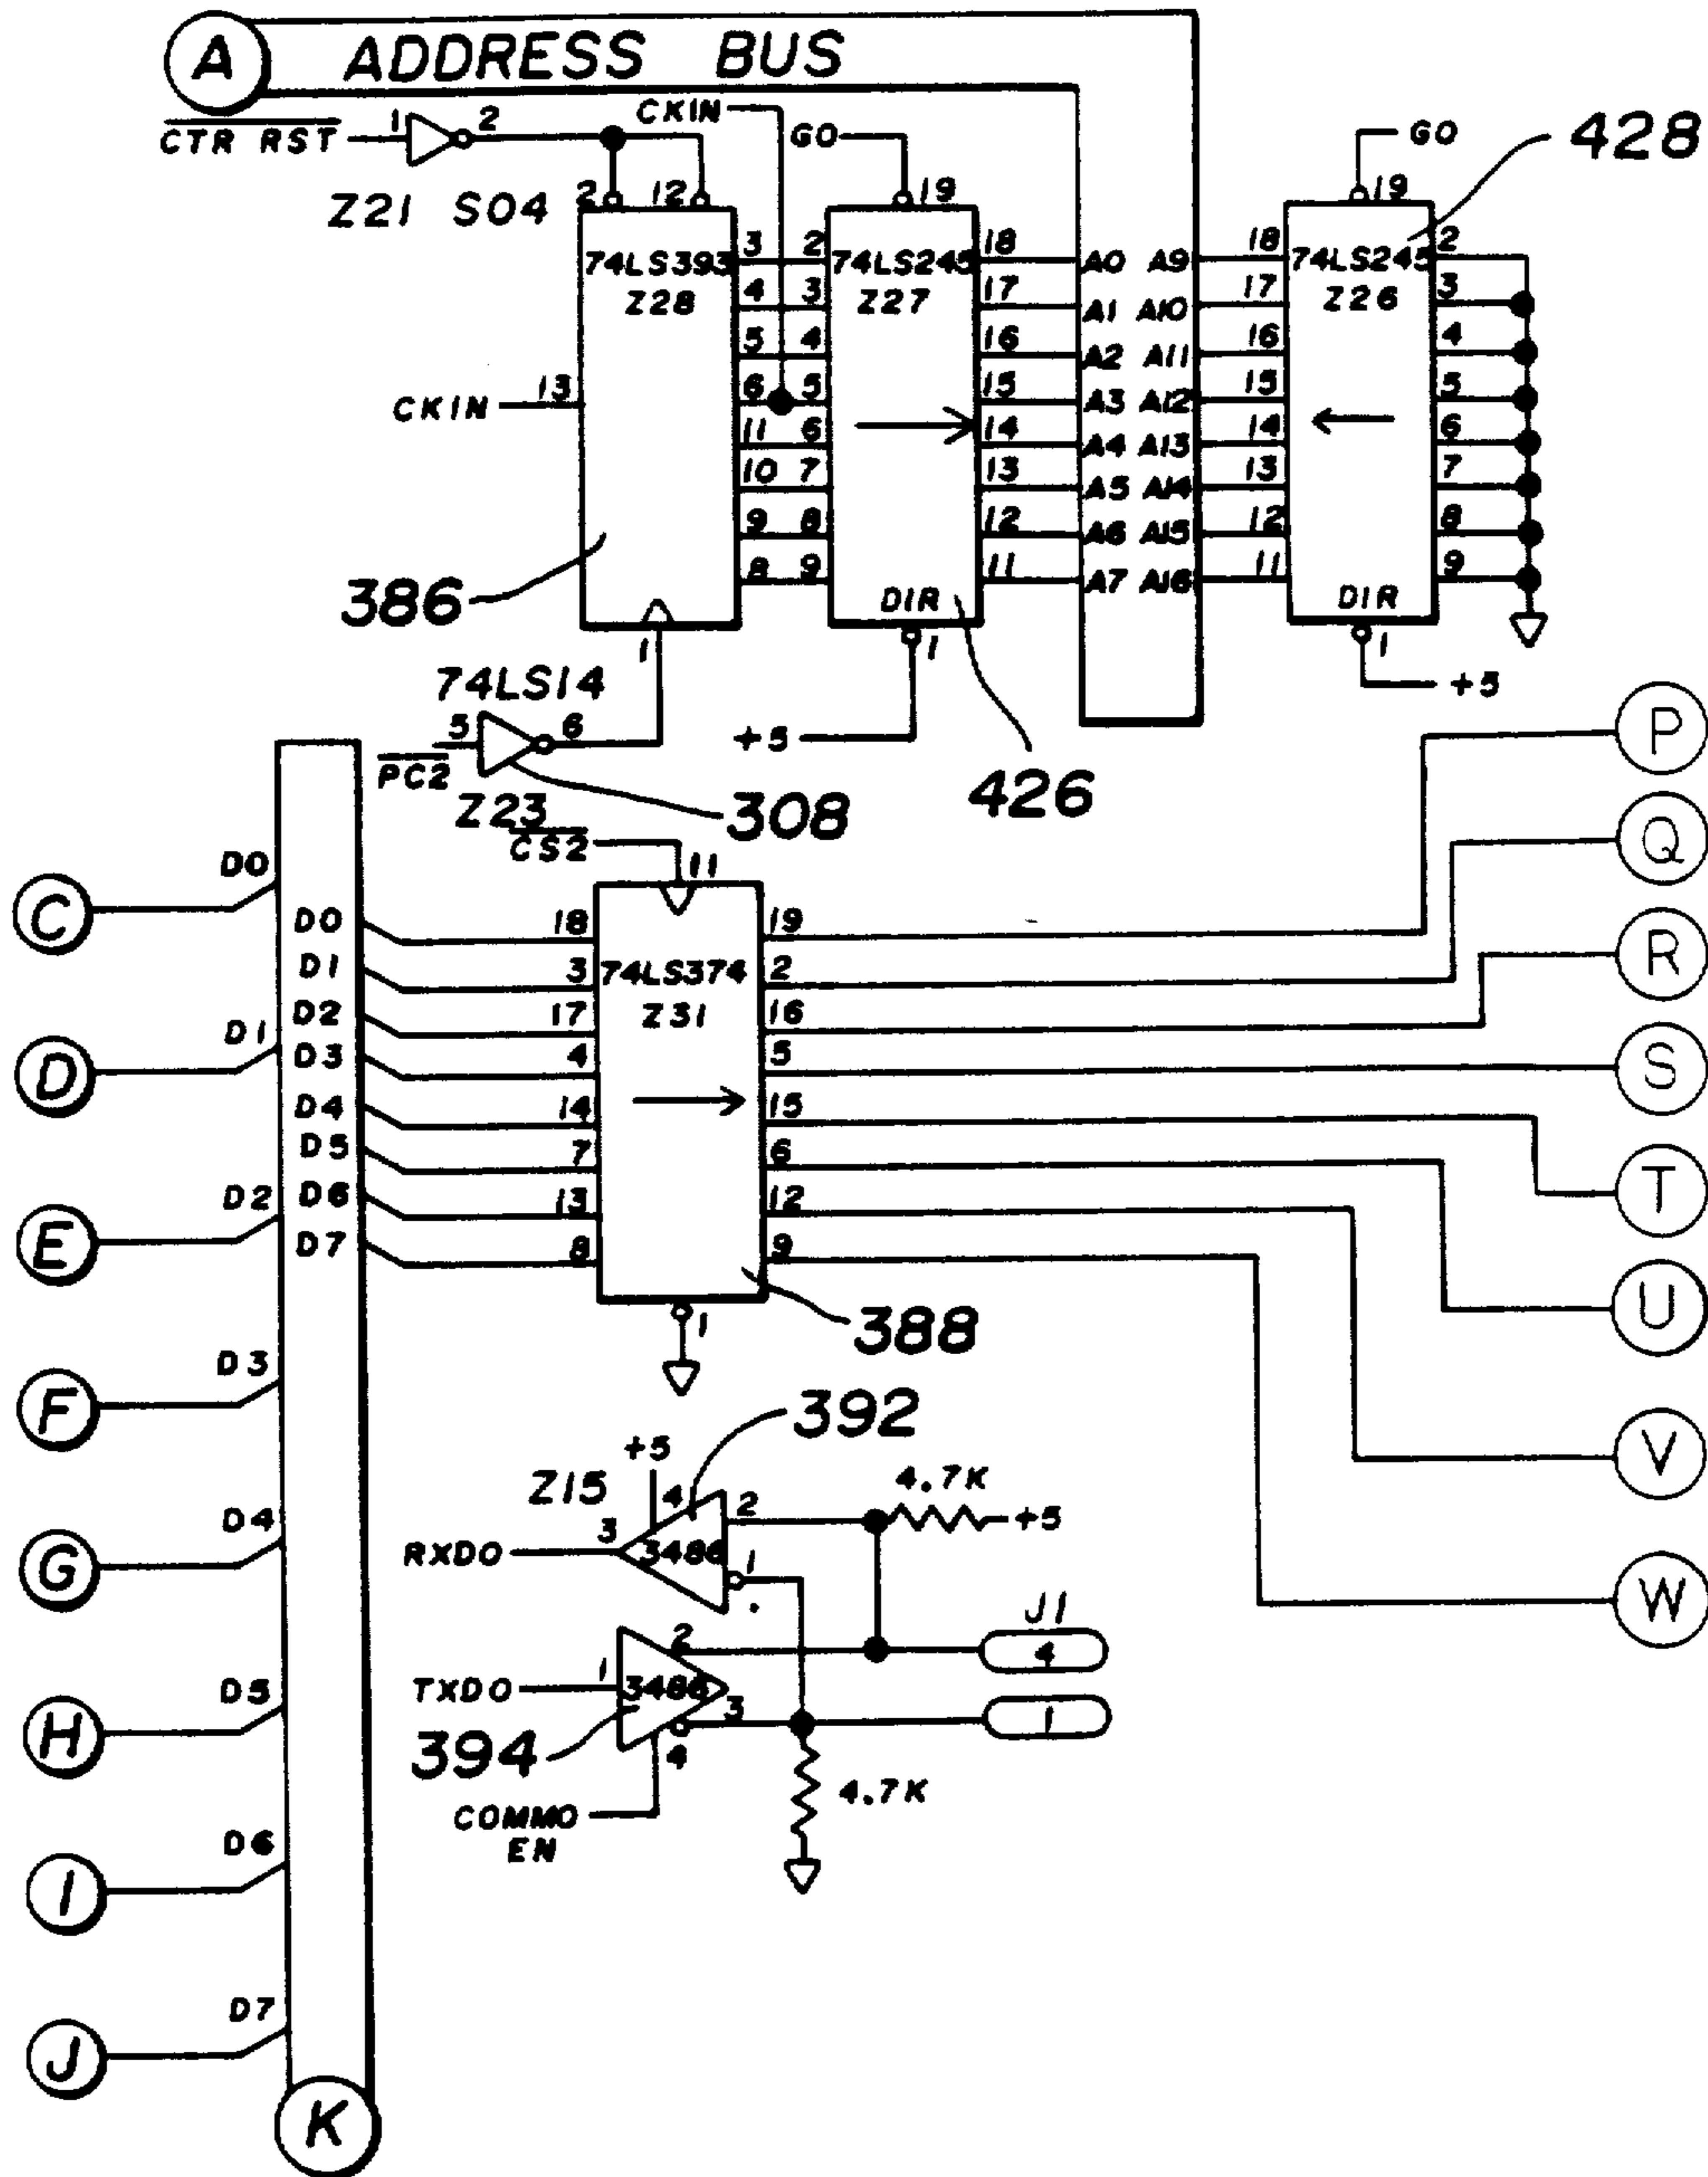 A ADDRESS BUS
CTR RST 1 2 CKIN GO GO 428
Z21 S04 2 12 19 19
74LS393 Z28
3 4 5 6 11 10 9 8
CKIN 13
386
1
2 3 4 5 6 7 8 9
74LS245 Z27
DIR
1
18 17 16 15 14 13 12 11
A0 A9
A1 A10
A2 A11
A3 A12
A4 A13
A5 A14
A6 A15
A7 A16
18 17 16 15 14 13 12 11
74LS245 Z26
DIR
1
2 3 4 5 6 7 8 9
+5
74LS14
5 6
PC2
Z23
308
+5
426
CS2
11
C D0
D D1
E D2
F D3
G D4
H D5
I D6
J D7
K
D0 18
D1 3
D2 17
D3 4
D4 14
D5 7
D6 13
D7 8
74LS374
Z31
1
388
19 P
2 Q
16 R
5 S
15 T
6 U
12 V
9 W
392
+5
Z15 4 2 4.7K
RXD0 3 3486 1 +5
J1
4
TXD0 1 3486 2 3
1
394 4
4.7K
COMMO
EN